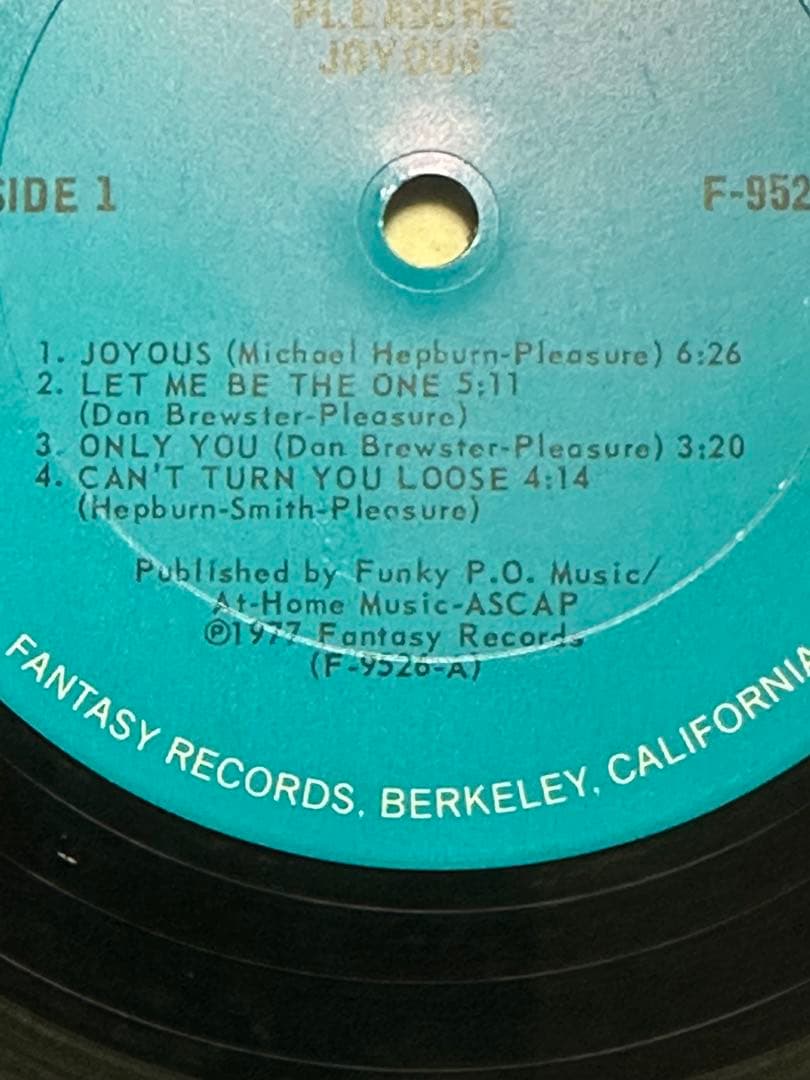 PLEASURE
JOYOUS
SIDE 1
F-952
1. JOYOUS (Michael Hepburn-Pleasure) 6:26
2. LET ME BE THE ONE 5:11
(Dan Brewster-Pleasure)
3. ONLY YOU (Dan Brewster-Pleasure) 3:20
4. CAN'T TURN YOU LOOSE 4:14
(Hepburn-Smith-Pleasure)
Published by Funky P.O. Music/
At-Home Music-ASCAP
Ⓟ1977 Fantasy Records
(F-9526-A)
FANTASY RECORDS, BERKELEY, CALIFORNIA